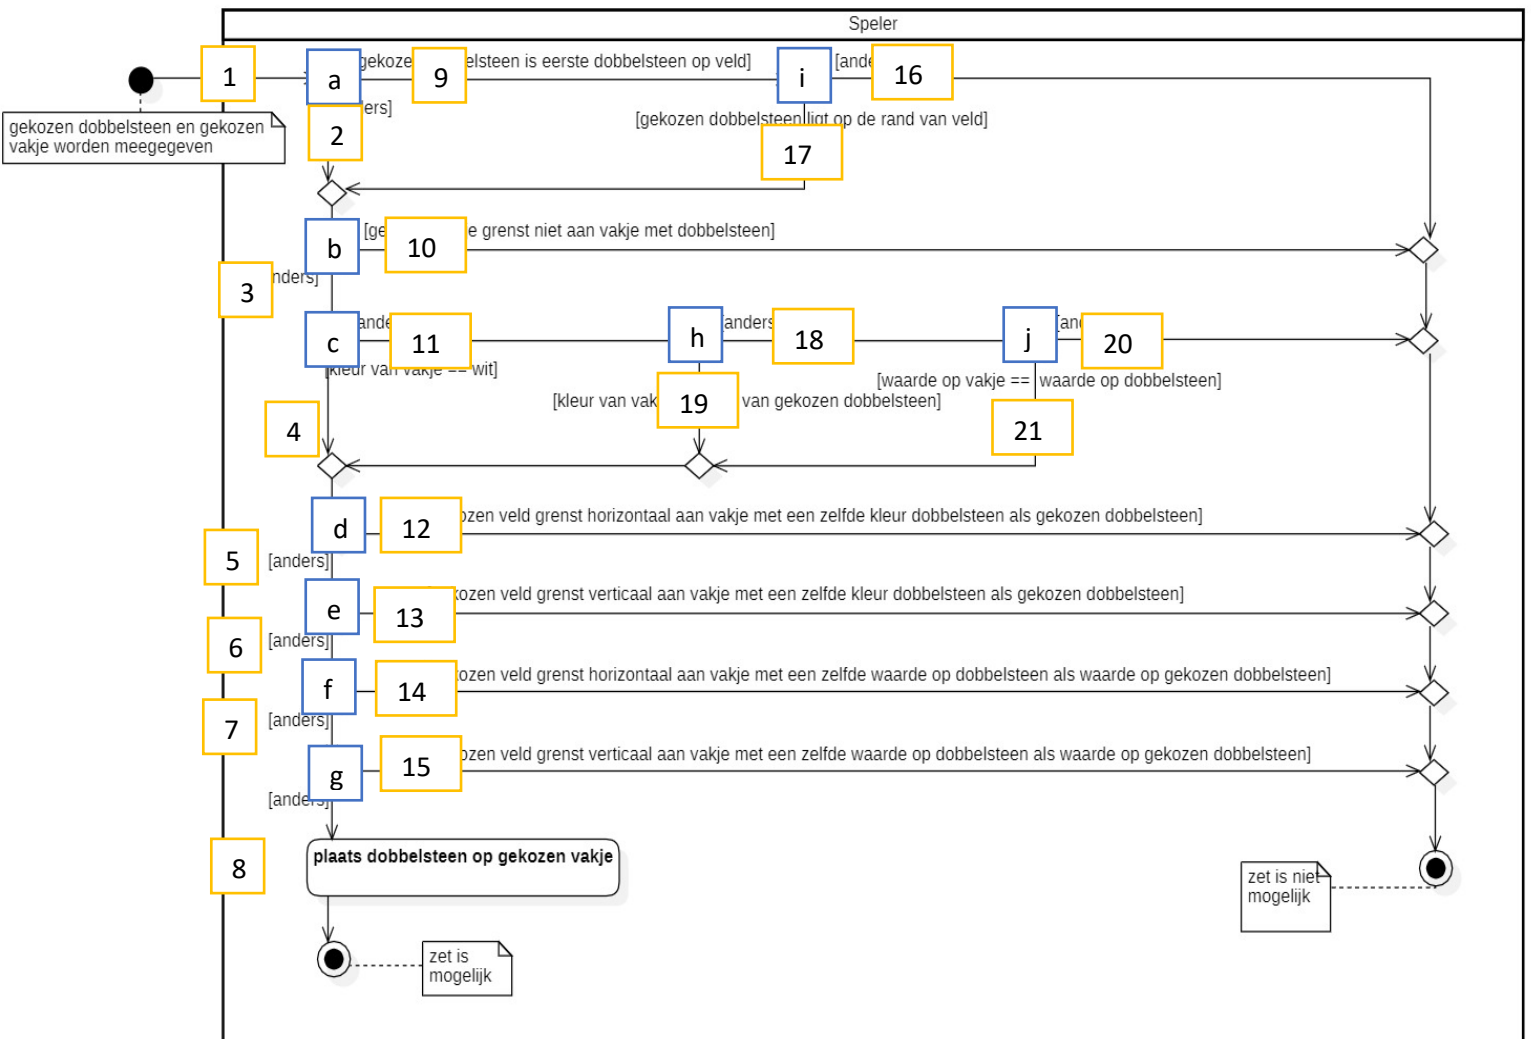 Speler
1
a
gekoze
9
elsteen is eerste dobbelsteen op veld]
i
[ande
16
ers]
2
[gekozen dobbelsteen ligt op de rand van veld]
17
gekozen dobbelsteen en gekozen
vakje worden meegegeven
b
[ge
10
e grenst niet aan vakje met dobbelsteen]
3
nders]
c
ande
11
h
[anders
18
j
[an
20
[kleur van vakje == wit]
[waarde op vakje == waarde op dobbelsteen]
[kleur van vak
19
van gekozen dobbelsteen]
4
21
d
12
ozen veld grenst horizontaal aan vakje met een zelfde kleur dobbelsteen als gekozen dobbelsteen]
5
[anders]
e
13
kozen veld grenst verticaal aan vakje met een zelfde kleur dobbelsteen als gekozen dobbelsteen]
6
[anders]
f
14
ozen veld grenst horizontaal aan vakje met een zelfde waarde op dobbelsteen als waarde op gekozen dobbelsteen]
7
[anders]
g
15
ozen veld grenst verticaal aan vakje met een zelfde waarde op dobbelsteen als waarde op gekozen dobbelsteen]
[anders]
8
plaats dobbelsteen op gekozen vakje
zet is niet
mogelijk
zet is
mogelijk